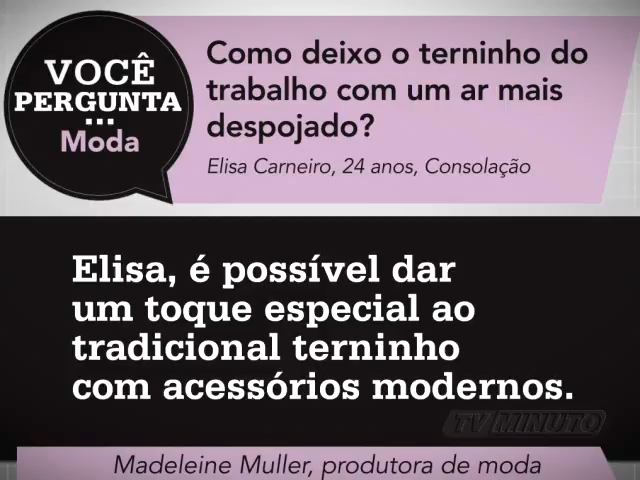 VOCÊ
PERGUNTA
...
Moda
Como deixo o terninho do
trabalho com um ar mais
despojado?
Elisa Carneiro, 24 anos, Consolação
Elisa, é possível dar
um toque especial ao
tradicional terninho
com acessórios modernos.
TV MINUTO
Madeleine Muller, produtora de moda